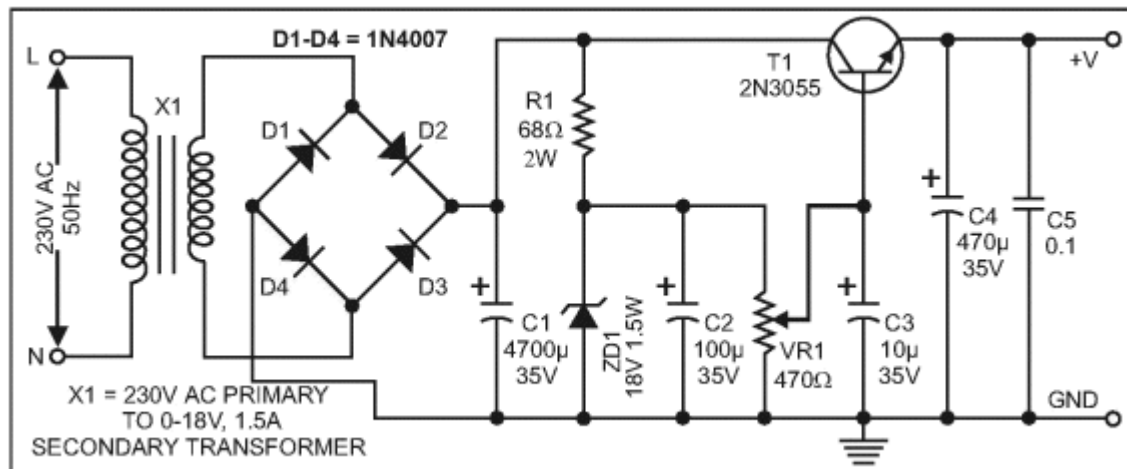 D1-D4 = 1N4007
L
X1
230V AC
50Hz
N
D1
D2
D4
D3
R1
68Ω
2W
T1
2N3055
+V
+
C1
4700µ
35V
ZD1
18V 1.5W
+
C2
100µ
35V
VR1
470Ω
+
C3
10µ
35V
+
C4
470µ
35V
C5
0.1
GND
X1 = 230V AC PRIMARY
TO 0-18V, 1.5A
SECONDARY TRANSFORMER